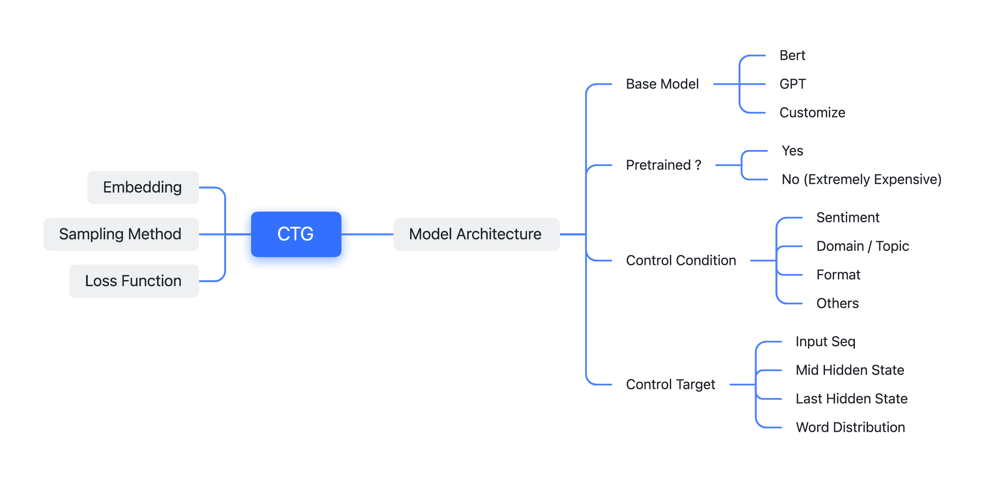 Embedding
Sampling Method
Loss Function
CTG
Model Architecture
Base Model
Bert
GPT
Customize
Pretrained ?
Yes
No (Extremely Expensive)
Control Condition
Sentiment
Domain / Topic
Format
Others
Control Target
Input Seq
Mid Hidden State
Last Hidden State
Word Distribution